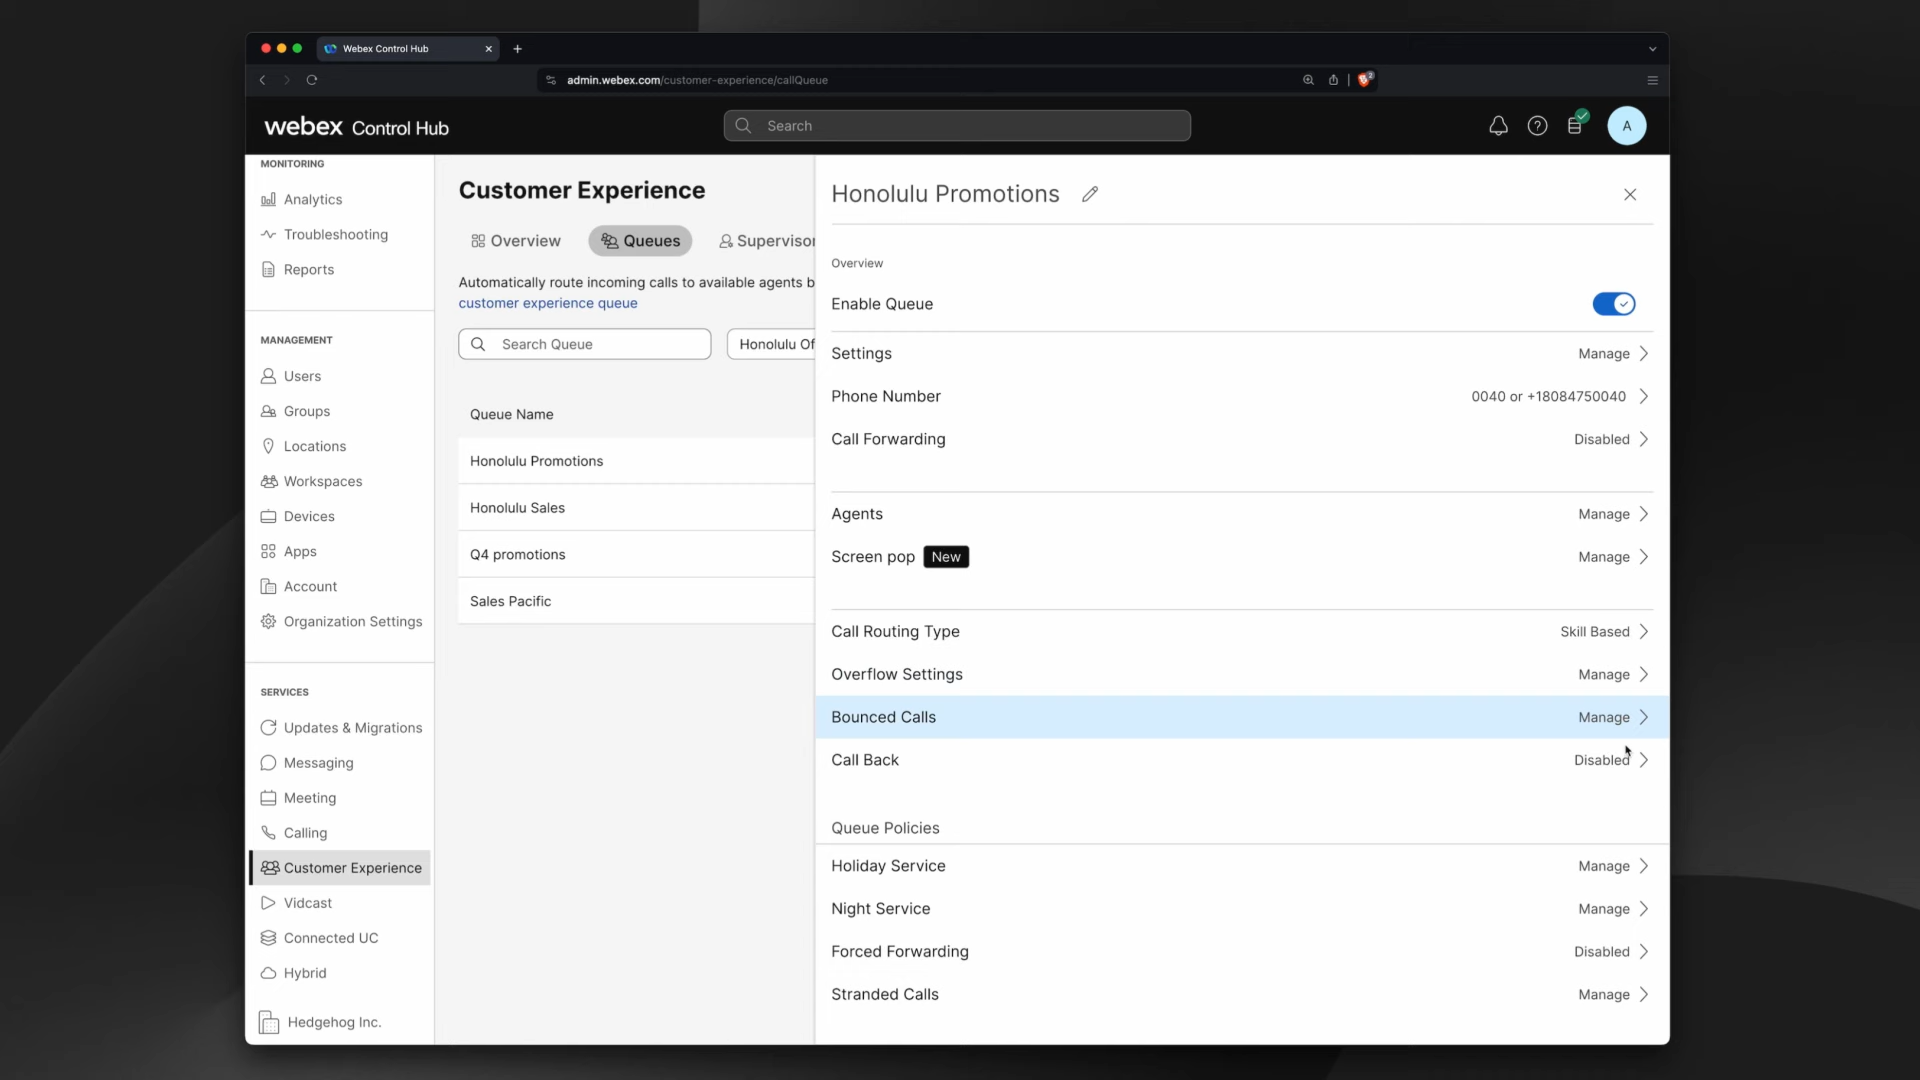 Webex Control Hub
admin.webex.com/customer-experience/callQueue
2
webex Control Hub
Search
A
MONITORING
Analytics
Troubleshooting
Reports
MANAGEMENT
Users
Groups
Locations
Workspaces
Devices
Apps
Account
Organization Settings
SERVICES
Updates & Migrations
Messaging
Meeting
Calling
Customer Experience
Vidcast
Connected UC
Hybrid
Hedgehog Inc.
Customer Experience
Overview
Queues
Supervisor
Automatically route incoming calls to available agents b
customer experience queue
Search Queue
Honolulu Of
Queue Name
Honolulu Promotions
Honolulu Sales
Q4 promotions
Sales Pacific
Honolulu Promotions
Overview
Enable Queue
Settings Manage
Phone Number 0040 or +18084750040
Call Forwarding Disabled
Agents Manage
Screen pop New Manage
Call Routing Type Skill Based
Overflow Settings Manage
Bounced Calls Manage
Call Back Disabled
Queue Policies
Holiday Service Manage
Night Service Manage
Forced Forwarding Disabled
Stranded Calls Manage